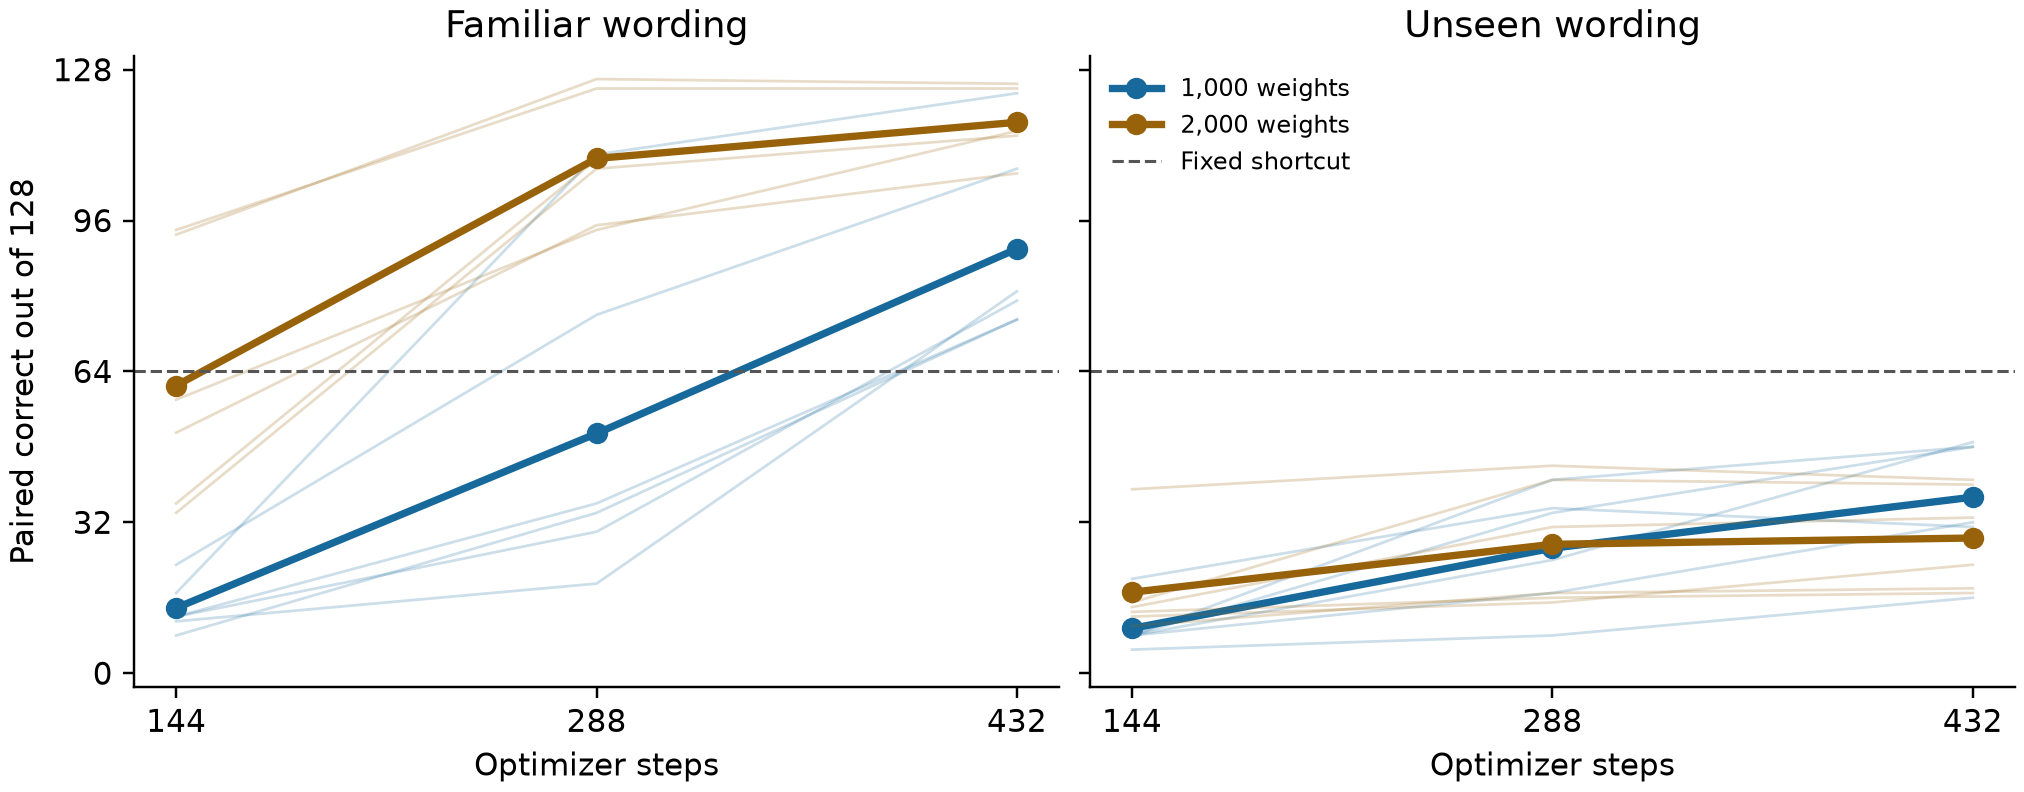 Familiar wording
Unseen wording
Paired correct out of 128
128
96
64
32
0
144
288
432
Optimizer steps
1,000 weights
2,000 weights
Fixed shortcut
144
288
432
Optimizer steps